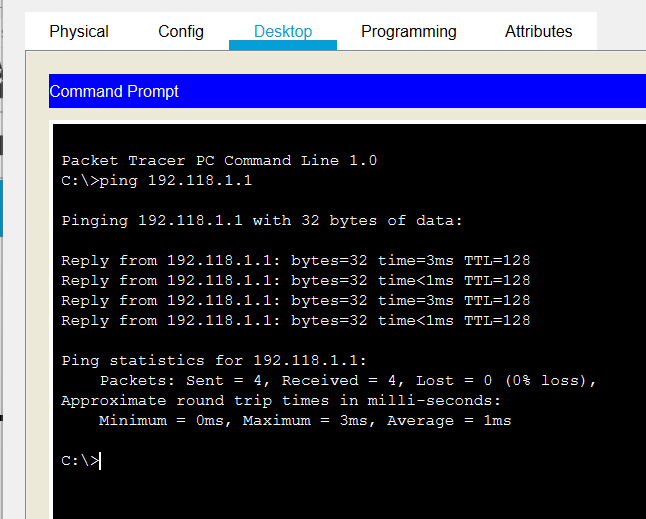 Physical Config Desktop Programming Attributes
Command Prompt
Packet Tracer PC Command Line 1.0
C:\>ping 192.118.1.1
Pinging 192.118.1.1 with 32 bytes of data:
Reply from 192.118.1.1: bytes=32 time=3ms TTL=128
Reply from 192.118.1.1: bytes=32 time<1ms TTL=128
Reply from 192.118.1.1: bytes=32 time=3ms TTL=128
Reply from 192.118.1.1: bytes=32 time<1ms TTL=128
Ping statistics for 192.118.1.1:
Packets: Sent = 4, Received = 4, Lost = 0 (0% loss),
Approximate round trip times in milli-seconds:
Minimum = 0ms, Maximum = 3ms, Average = 1ms
C:\>